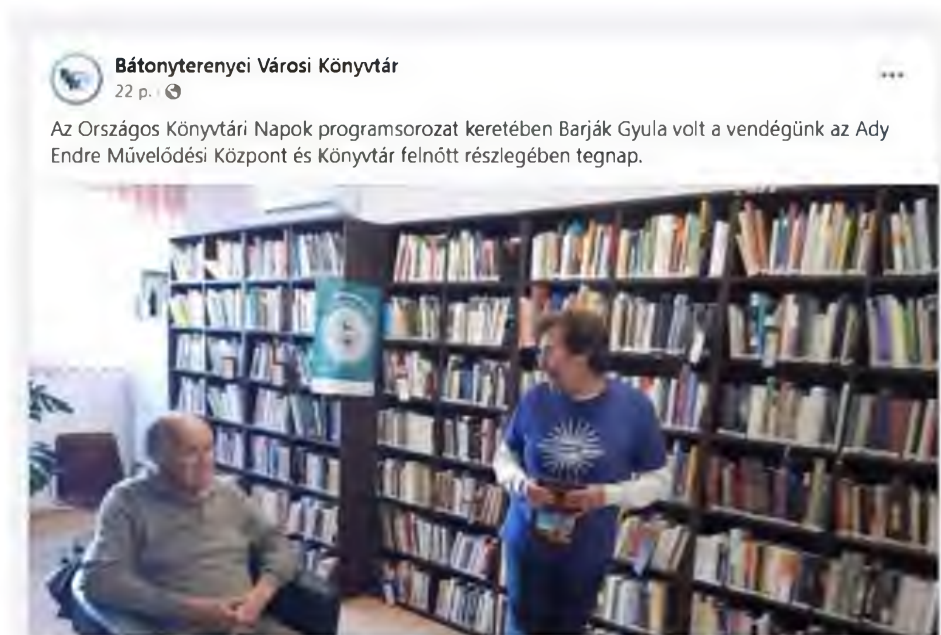 Bátonyterenyei Városi Könyvtár
22 p.
Az Országos Könyvtári Napok programsorozat keretében Barják Gyula volt a vendégünk az Ady
Endre Művelődési Központ és Könyvtár felnőtt részlegében tegnap.